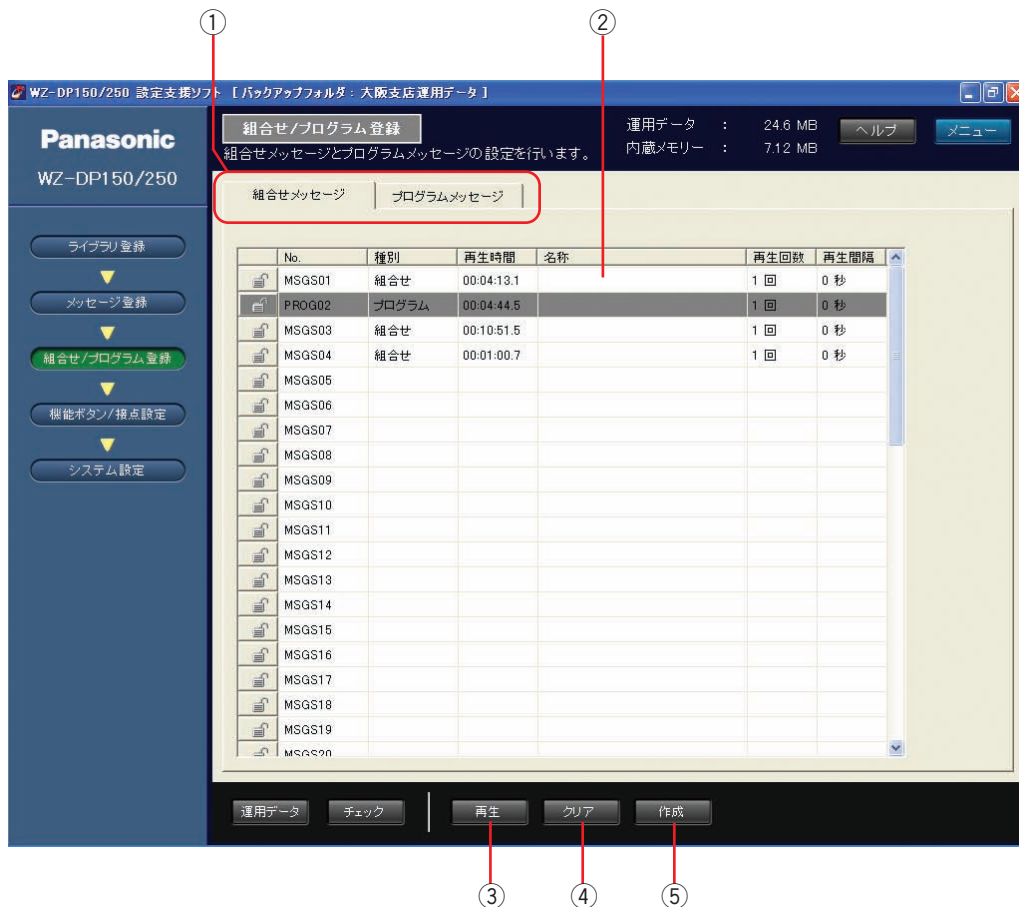 ① ②
WZ-DP150/250 設定支援ソフト [ バックアップフォルダ : 大阪支店運用データ ]
Panasonic
WZ-DP150/250
組合せ/プログラム登録
組合せメッセージとプログラムメッセージの設定を行います。
運用データ : 24.6 MB
内蔵メモリー : 7.12 MB
ヘルプ
メニュー
ライブラリ登録
メッセージ登録
組合せ/プログラム登録
機能ボタン/接点設定
システム設定
組合せメッセージ プログラムメッセージ
No. 種別 再生時間 名称 再生回数 再生間隔
MSGS01 組合せ 00:04:13.1 1 回 0 秒
PROG02 プログラム 00:04:44.5 1 回 0 秒
MSGS03 組合せ 00:10:51.5 1 回 0 秒
MSGS04 組合せ 00:01:00.7 1 回 0 秒
MSGS05
MSGS06
MSGS07
MSGS08
MSGS09
MSGS10
MSGS11
MSGS12
MSGS13
MSGS14
MSGS15
MSGS16
MSGS17
MSGS18
MSGS19
MSGS20
運用データ チェック 再生 クリア 作成
③ ④ ⑤